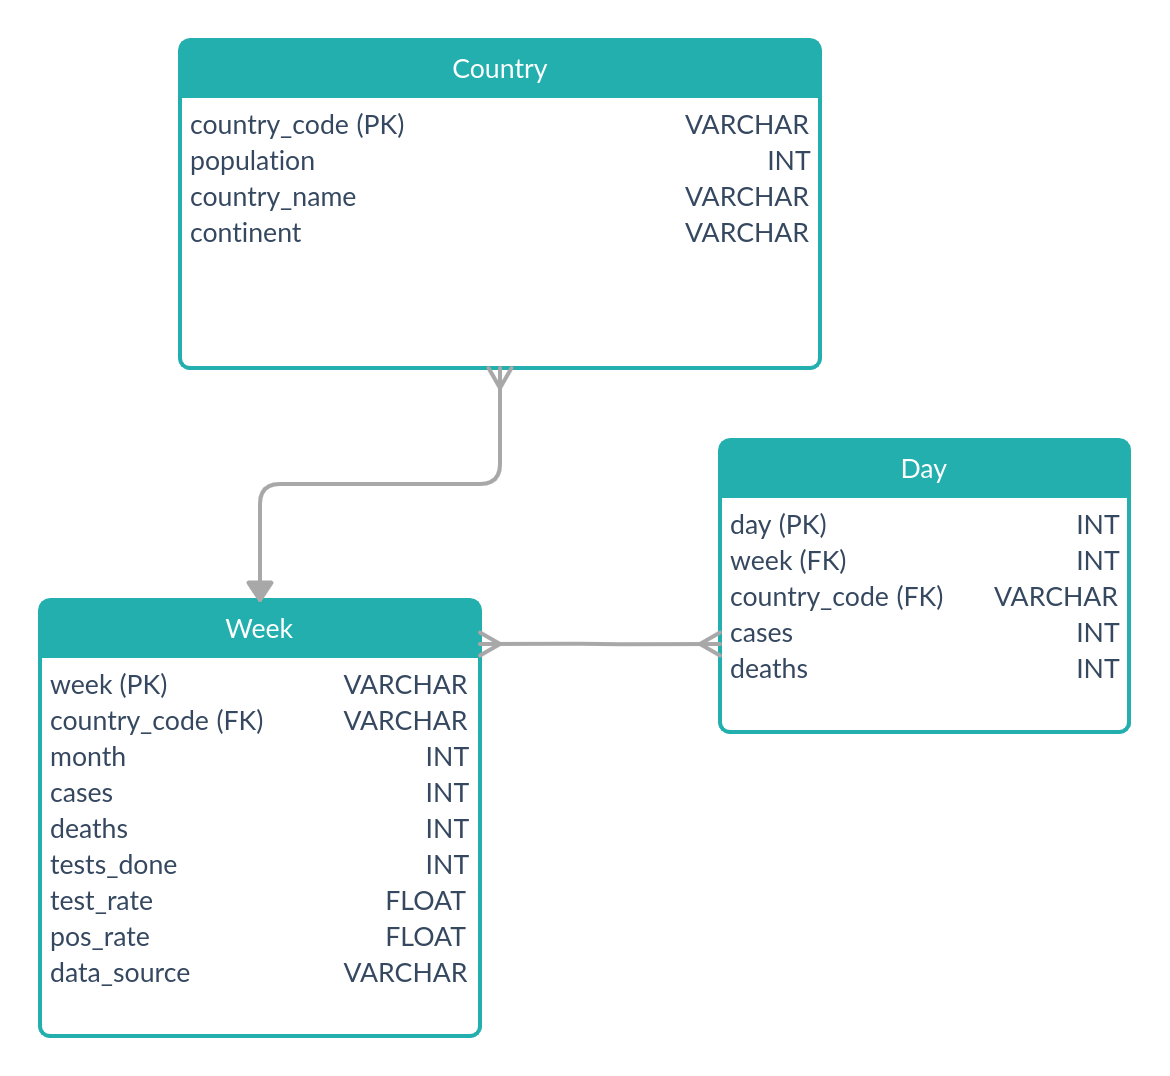 Country
country_code (PK) VARCHAR
population INT
country_name VARCHAR
continent VARCHAR
Day
day (PK) INT
week (FK) INT
country_code (FK) VARCHAR
cases INT
deaths INT
Week
week (PK) VARCHAR
country_code (FK) VARCHAR
month INT
cases INT
deaths INT
tests_done INT
test_rate FLOAT
pos_rate FLOAT
data_source VARCHAR